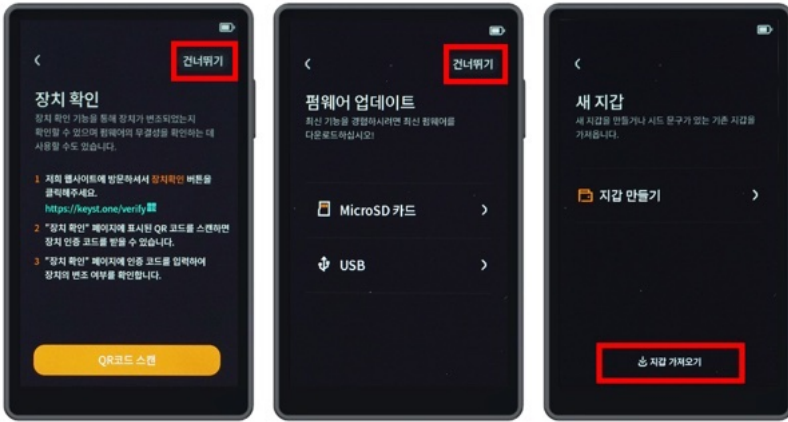 건너뛰기
장치 확인
장치 확인 기능을 통해 장치가 변조되었는지
확인할 수 있으며 펌웨어의 무결성을 확인하는 데
사용할 수도 있습니다.
1 저희 웹사이트에 방문하셔서 장치확인 버튼을
클릭해주세요.
https://keyst.one/verify
2 "장치 확인" 페이지에 표시된 QR 코드를 스캔하면
장치 인증 코드를 받을 수 있습니다.
3 "장치 확인" 페이지에 인증 코드를 입력하여
장치의 변조 여부를 확인합니다.
QR코드 스캔
건너뛰기
펌웨어 업데이트
최신 기능을 경험하시려면 최신 펌웨어를
다운로드하십시오!
MicroSD 카드
USB
새 지갑
새 지갑을 만들거나 시드 문구가 있는 기존 지갑을
가져옵니다.
지갑 만들기
지갑 가져오기